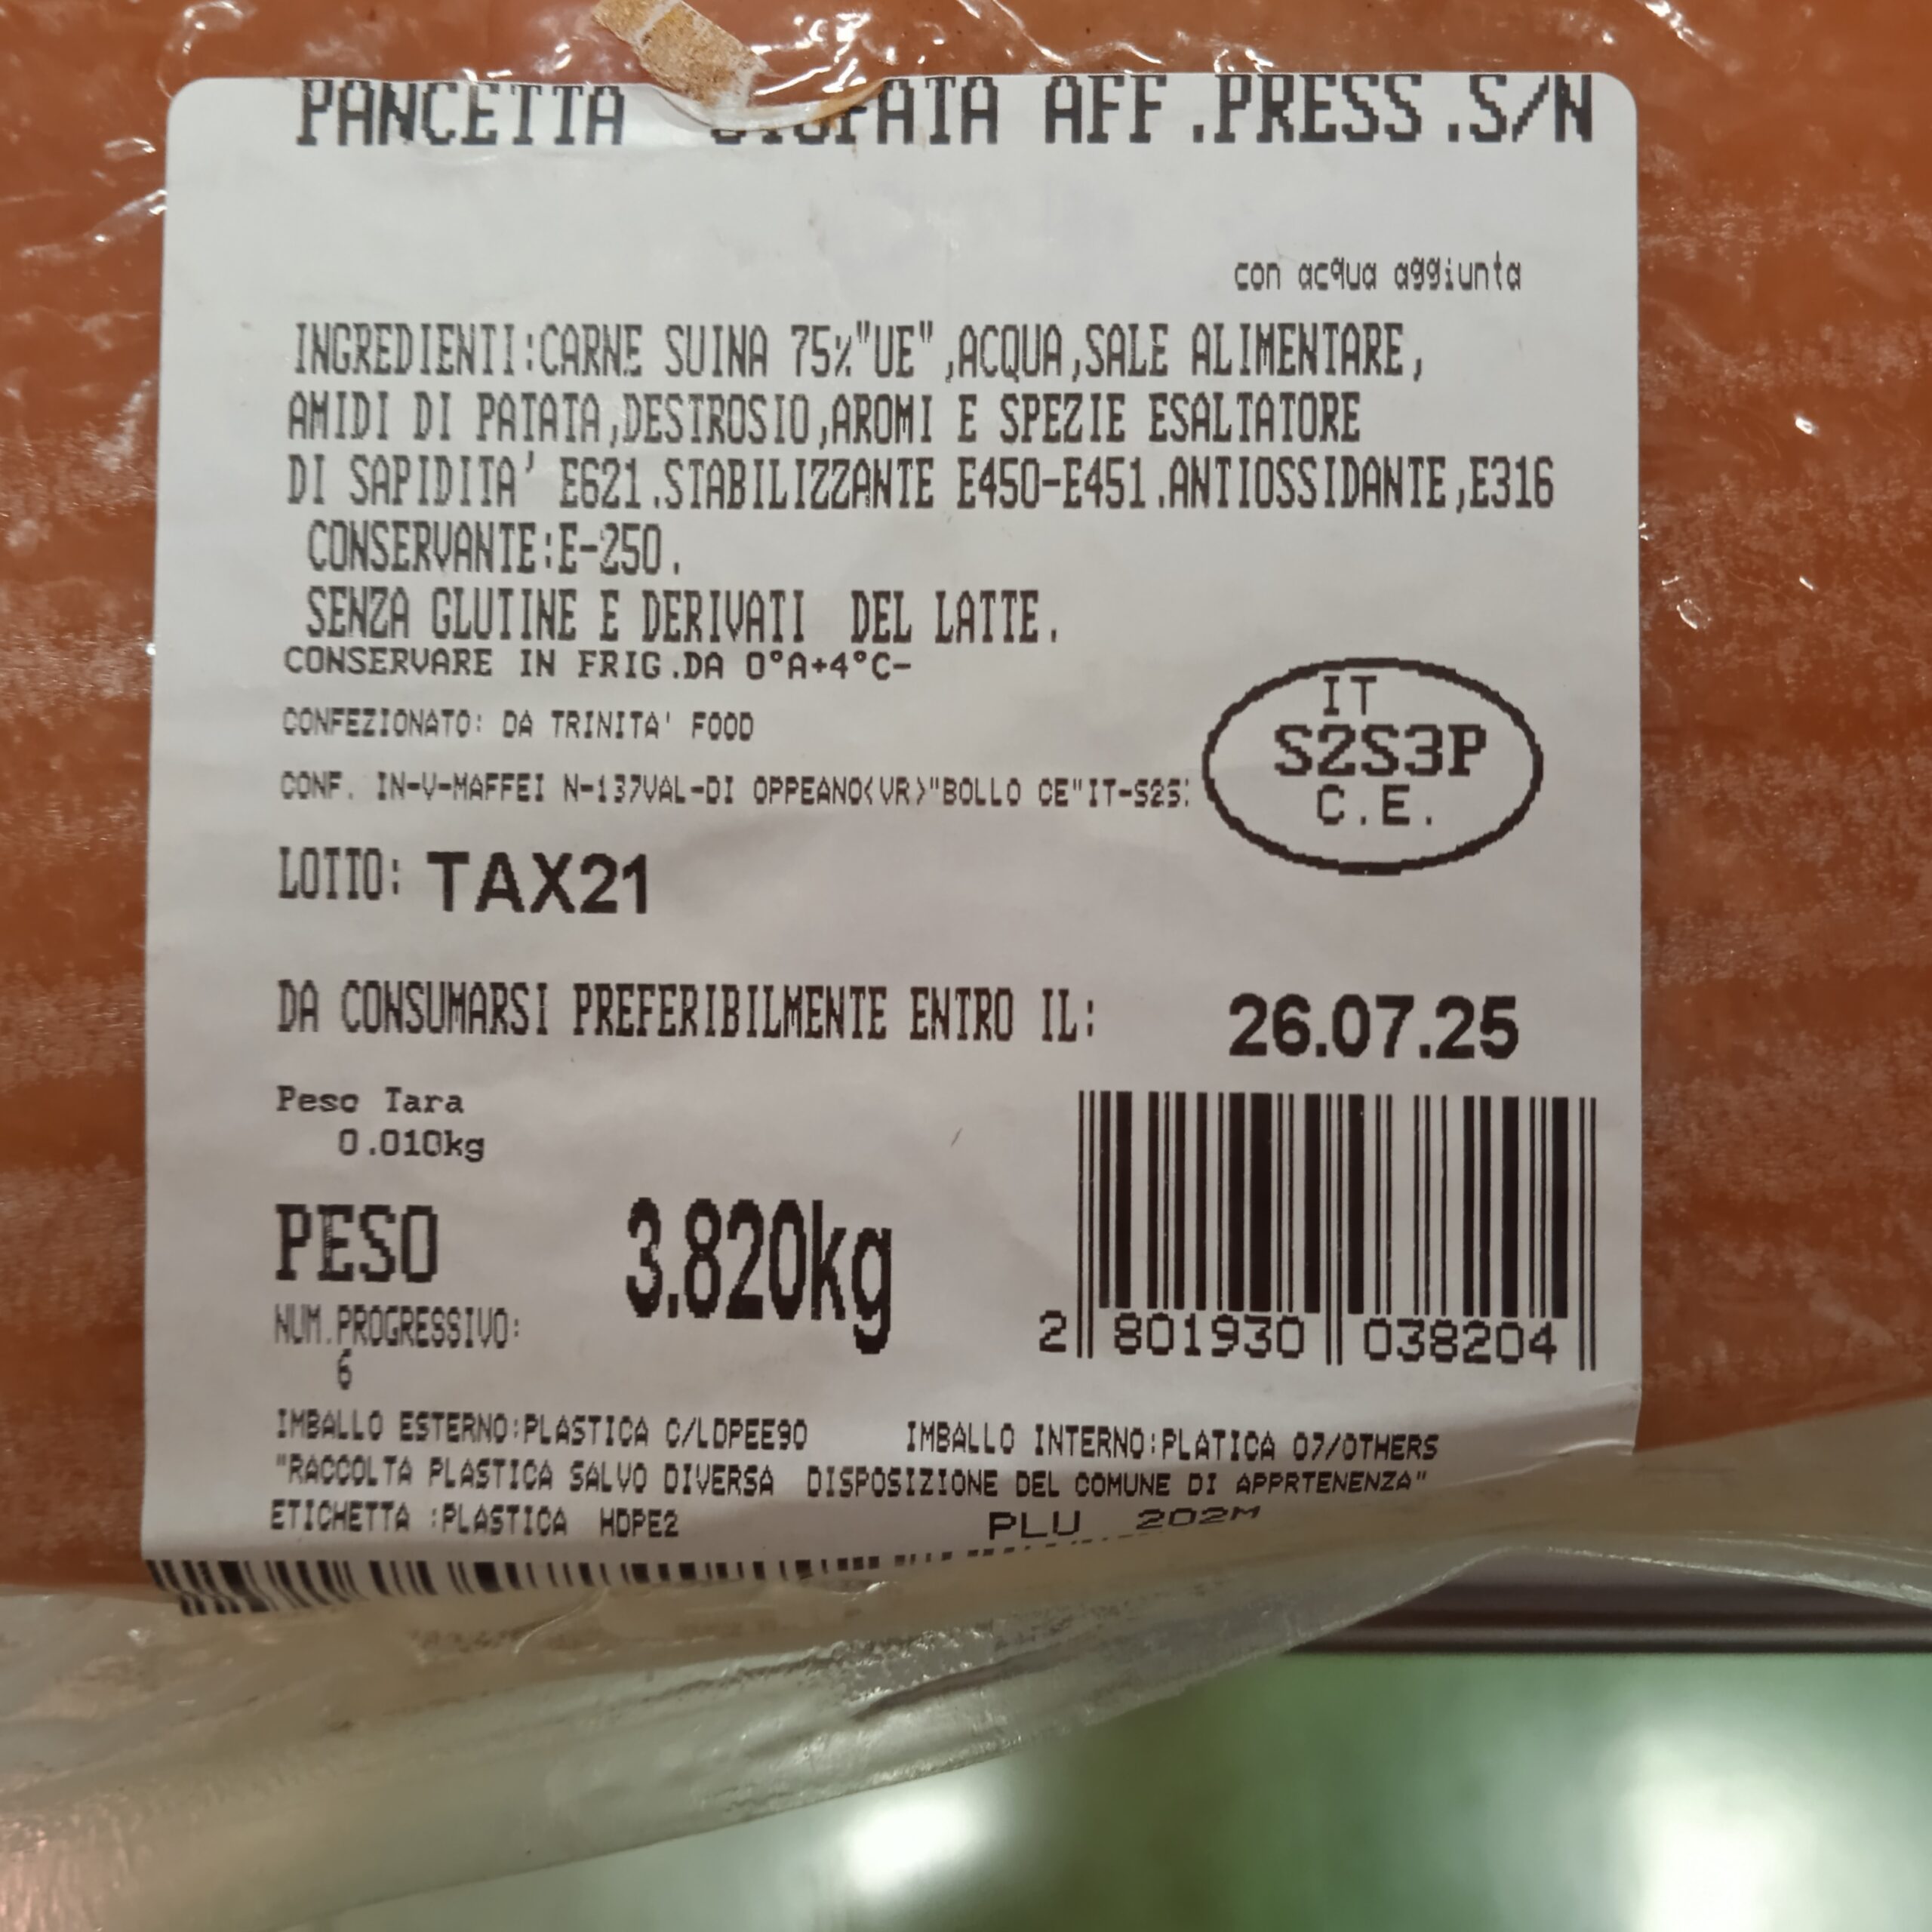 PANCETTA AFF.PRESS.S/N
con acqua aggiunta
INGREDIENTI:CARNE SUINA 75%"UE",ACQUA,SALE ALIMENTARE,
AMIDI DI PATATA,DESTROSIO,AROMI E SPEZIE ESALTATORE
DI SAPIDITA' E621.STABILIZZANTE E450-E451.ANTIOSSIDANTE,E316
CONSERVANTE:E-250.
SENZA GLUTINE E DERIVATI DEL LATTE.
CONSERVARE IN FRIG.DA 0°A+4°C-
CONFEZIONATO: DA TRINITA' FOOD
CONF. IN-V-MAFFEI N-137VAL-DI OPPEANO(VR)"BOLLO CE"IT-S2S
IT
S2S3P
C.E.
LOTTO: TAX21
DA CONSUMARSI PREFERIBILMENTE ENTRO IL: 26.07.25
Peso Tara
0.010kg
PESO 3.820kg
NUM.PROGRESSIVO:
6
2 801930 038204
IMBALLO ESTERNO:PLASTICA C/LDPEE90 IMBALLO INTERNO:PLATICA 07/OTHERS
"RACCOLTA PLASTICA SALVO DIVERSA DISPOSIZIONE DEL COMUNE DI APPRTENENZA"
ETICHETTA :PLASTICA HDPE2 PLU 202M